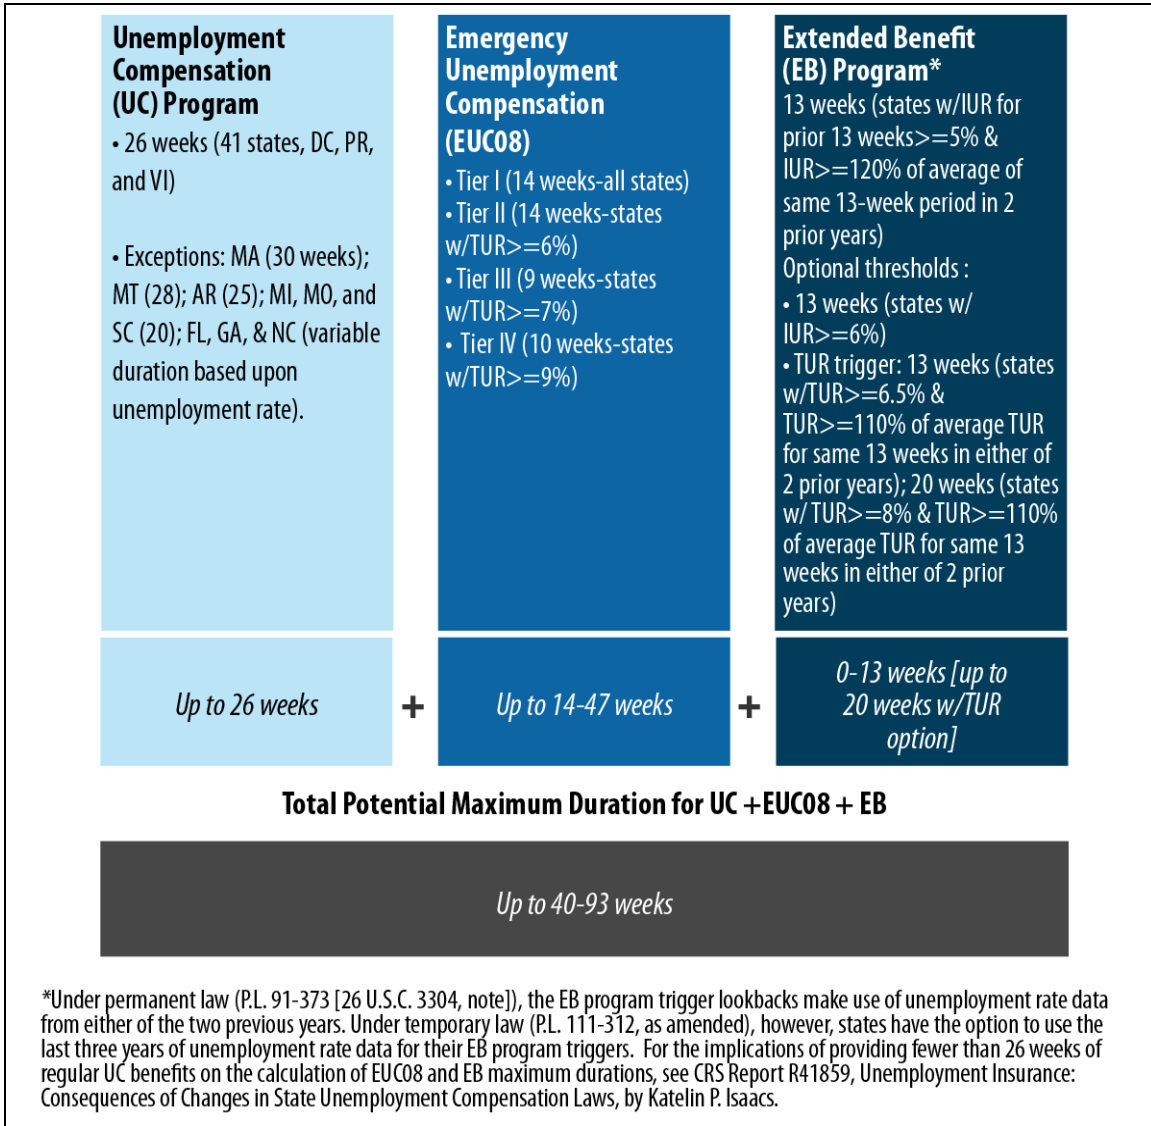 Unemployment
Compensation
(UC) Program
• 26 weeks (41 states, DC, PR,
and VI)
• Exceptions: MA (30 weeks);
MT (28); AR (25); MI, MO, and
SC (20); FL, GA, & NC (variable
duration based upon
unemployment rate).
Emergency
Unemployment
Compensation
(EUC08)
• Tier I (14 weeks-all states)
• Tier II (14 weeks-states
w/TUR>=6%)
• Tier III (9 weeks-states
w/TUR>=7%)
• Tier IV (10 weeks-states
w/TUR>=9%)
Extended Benefit
(EB) Program*
13 weeks (states w/IUR for
prior 13 weeks>=5% &
IUR>=120% of average of
same 13-week period in 2
prior years)
Optional thresholds :
• 13 weeks (states w/
IUR>=6%)
• TUR trigger: 13 weeks (states
w/TUR>=6.5% &
TUR>=110% of average TUR
for same 13 weeks in either of
2 prior years); 20 weeks (states
w/ TUR>=8% & TUR>=110%
of average TUR for same 13
weeks in either of 2 prior
years)
Up to 26 weeks
+
Up to 14-47 weeks
+
0-13 weeks [up to
20 weeks w/TUR
option]
Total Potential Maximum Duration for UC +EUC08 + EB
Up to 40-93 weeks
*Under permanent law (P.L. 91-373 [26 U.S.C. 3304, note]), the EB program trigger lookbacks make use of unemployment rate data
from either of the two previous years. Under temporary law (P.L. 111-312, as amended), however, states have the option to use the
last three years of unemployment rate data for their EB program triggers. For the implications of providing fewer than 26 weeks of
regular UC benefits on the calculation of EUC08 and EB maximum durations, see CRS Report R41859, Unemployment Insurance:
Consequences of Changes in State Unemployment Compensation Laws, by Katelin P. Isaacs.